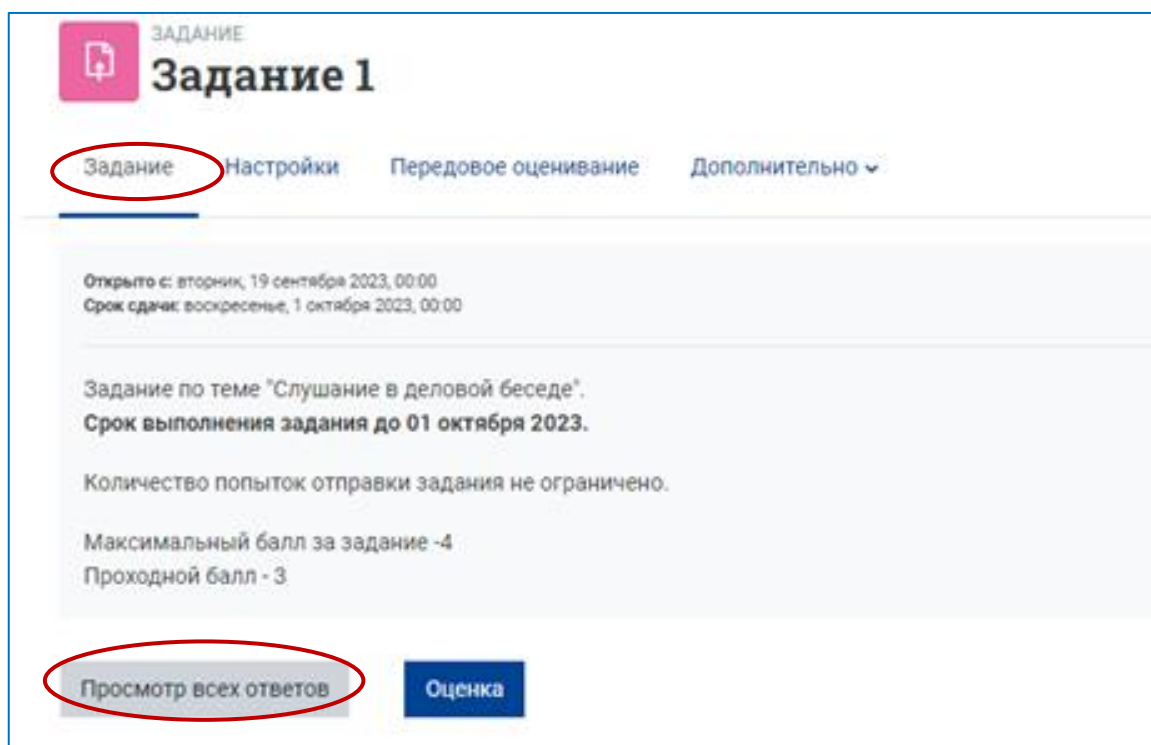 ЗАДАНИЕ
Задание 1
Задание Настройки Передовое оценивание Дополнительно
Открыто с: вторник, 19 сентября 2023, 00:00
Срок сдачи: воскресенье, 1 октября 2023, 00:00
Задание по теме "Слушание в деловой беседе".
Срок выполнения задания до 01 октября 2023.
Количество попыток отправки задания не ограничено.
Максимальный балл за задание -4
Проходной балл - 3
Просмотр всех ответов Оценка